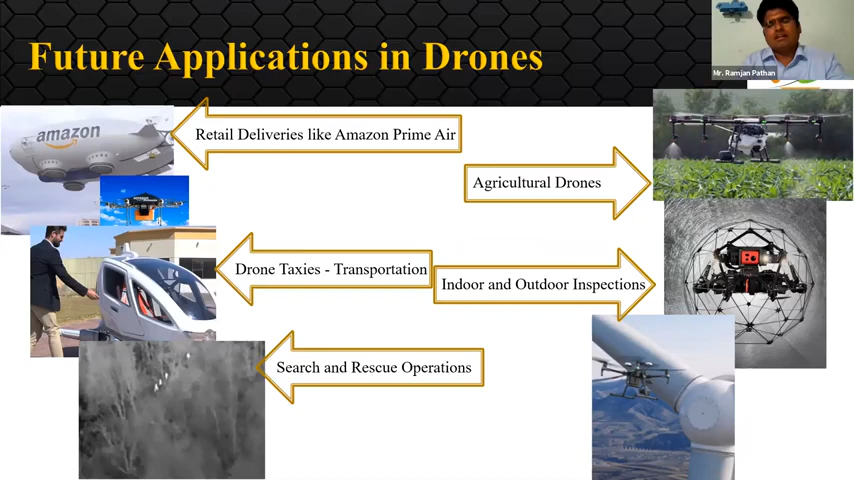 Future Applications in Drones
Mr. Ramjan Pathan
amazon
Retail Deliveries like Amazon Prime Air
Agricultural Drones
Drone Taxies - Transportation
Indoor and Outdoor Inspections
Search and Rescue Operations